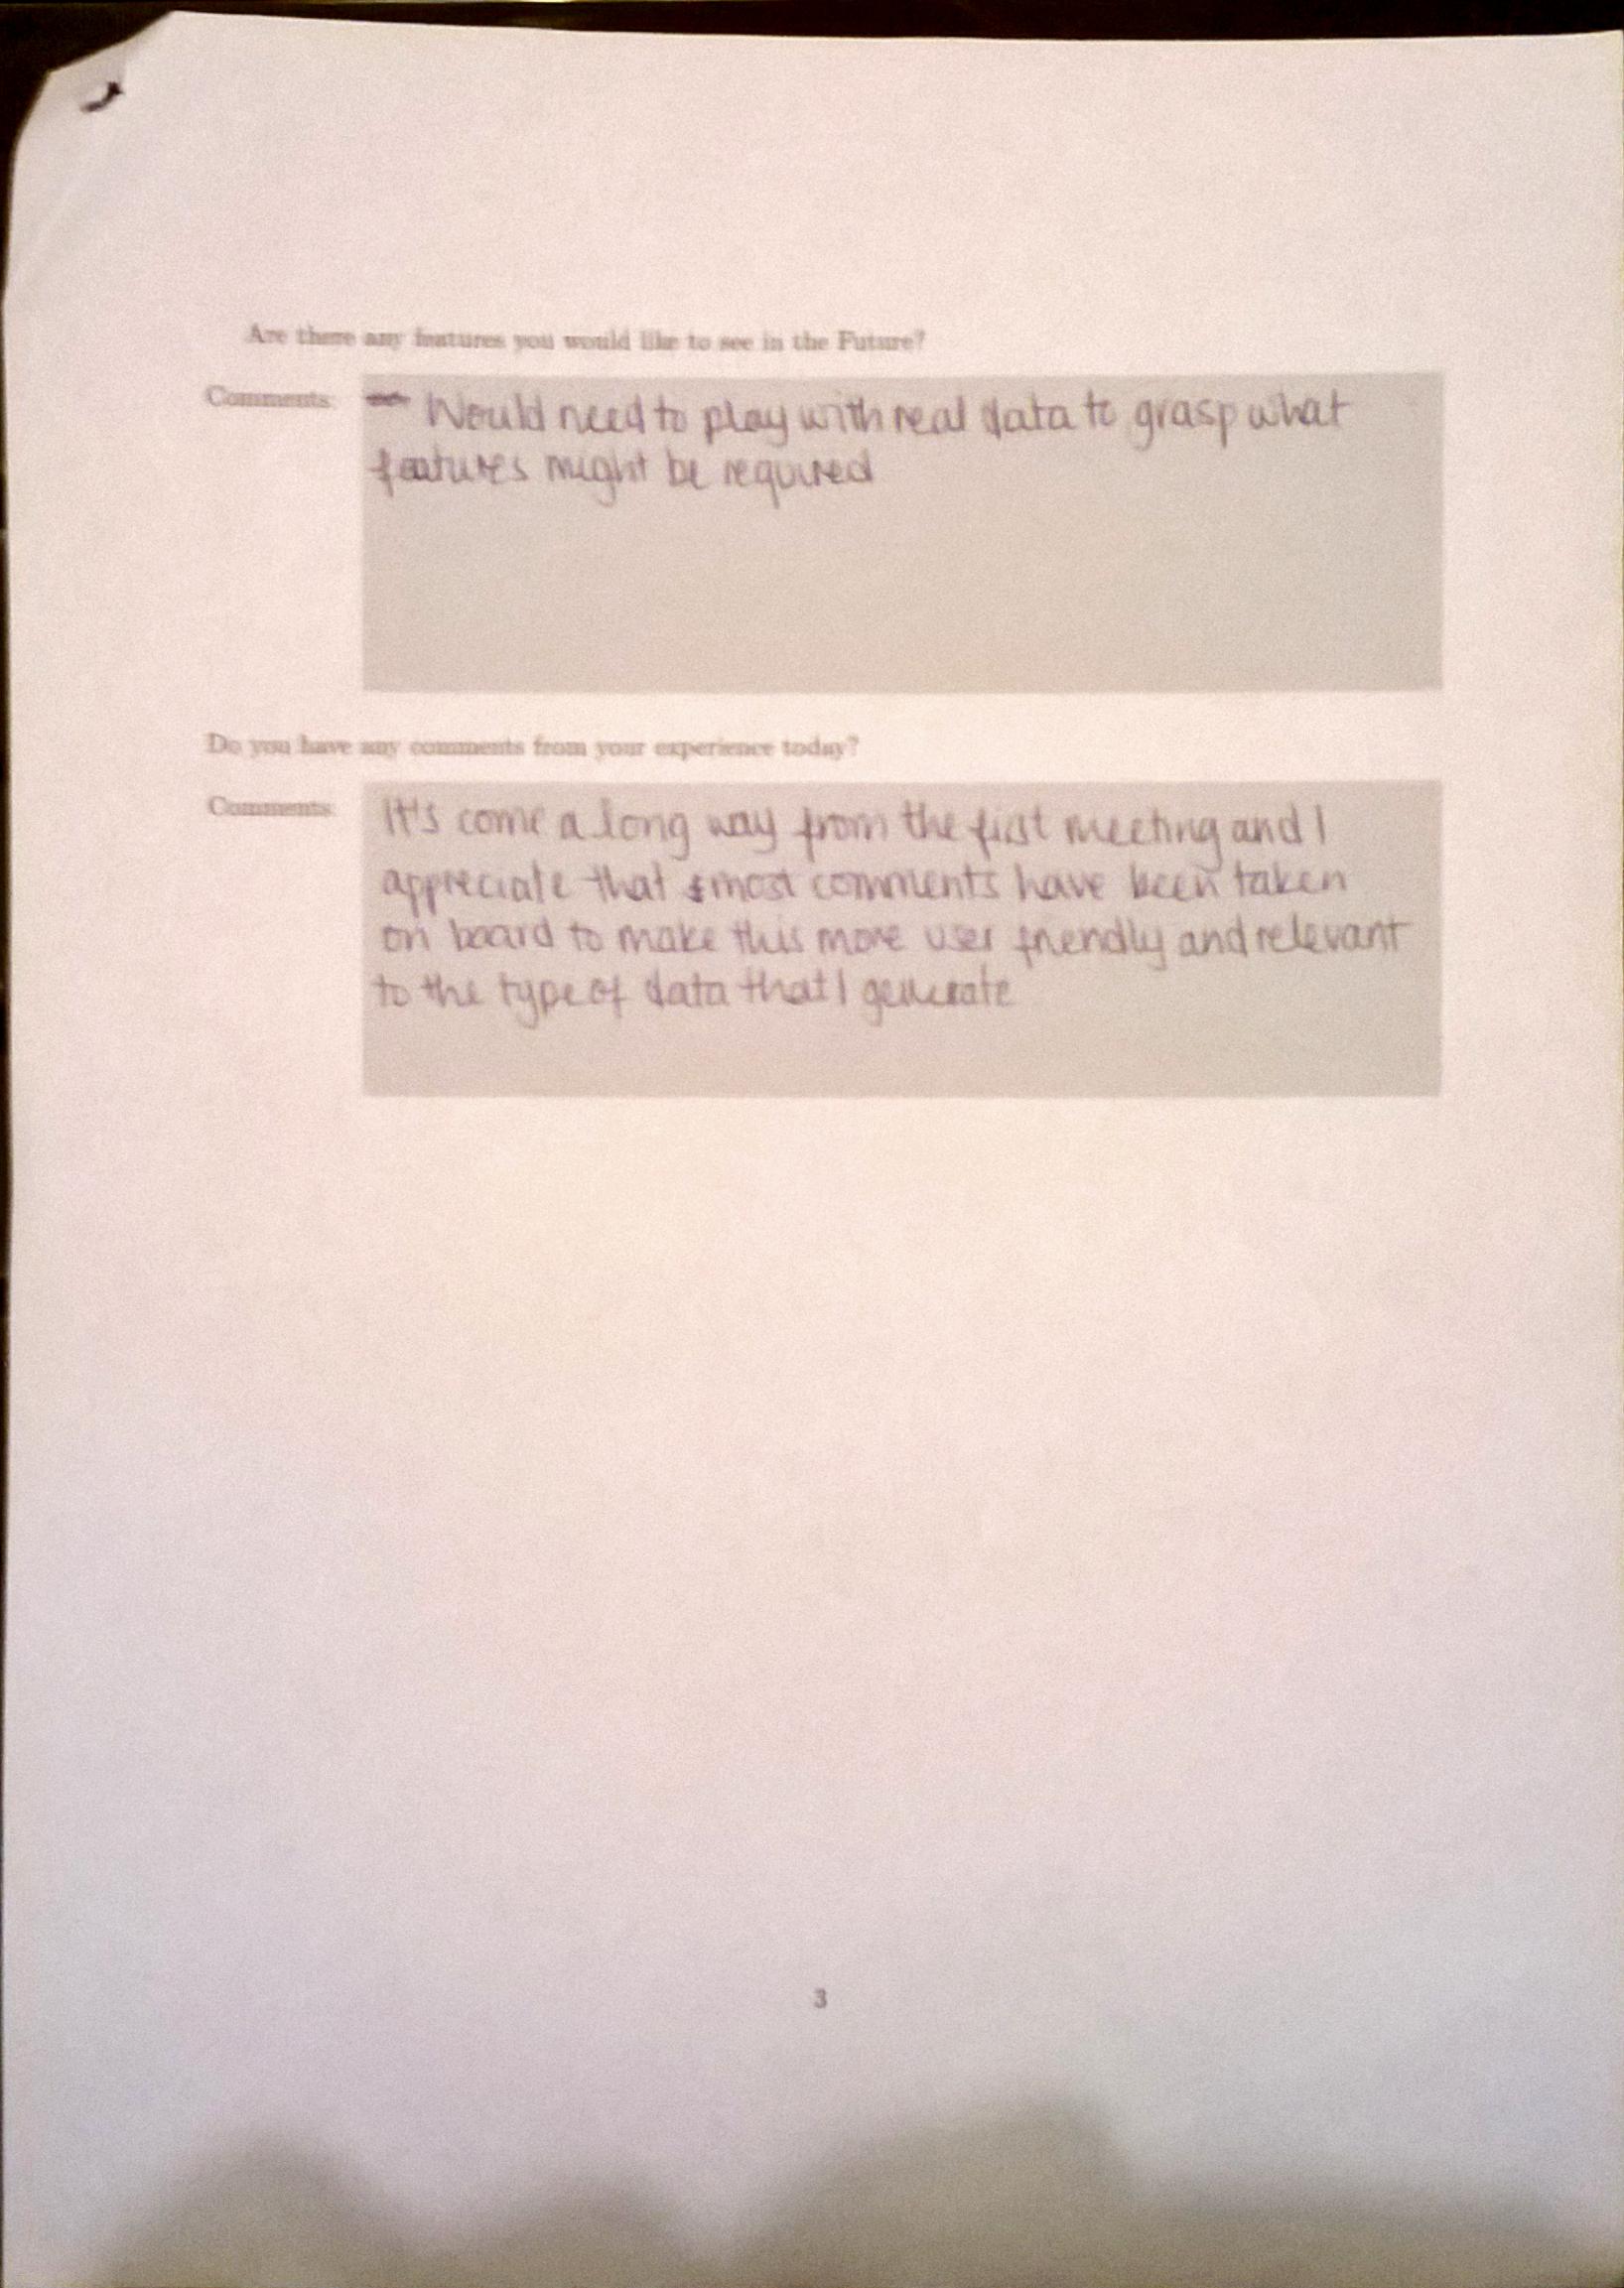 Are there any features you would like to see in the Future?
Comments
Would need to play with real data to grasp what
features might be required
Do you have any comments from your experience today?
Comments
It's come a long way from the first meeting and I
appreciate that most comments have been taken
on board to make this more user friendly and relevant
to the type of data that I generate
3